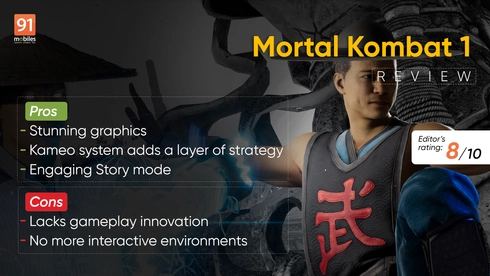 91
mobiles
Mortal Kombat 1
REVIEW
Pros
- Stunning graphics
- Kameo system adds a layer of strategy
- Engaging Story mode
Editor's
rating: 8/10
Cons
- Lacks gameplay innovation
- No more interactive environments
武